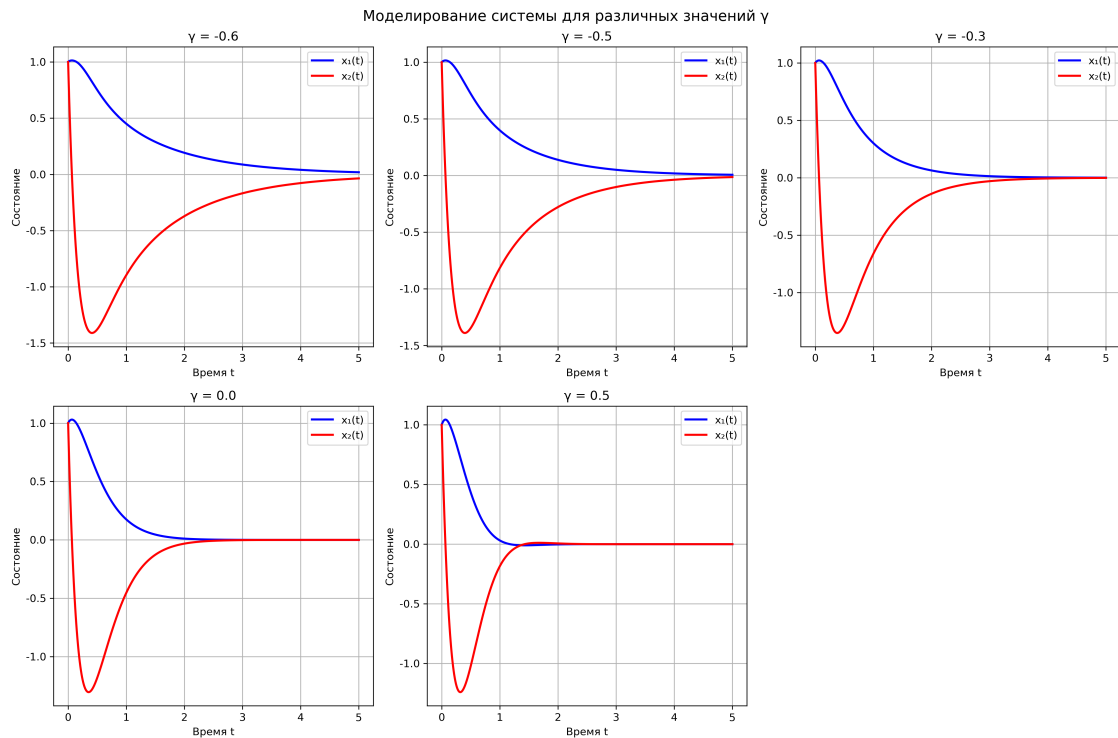 Моделирование системы для различных значений γ
γ = -0.6
1.0
0.5
0.0
-0.5
-1.0
-1.5
Состояние
x₁(t)
x₂(t)
0 1 2 3 4 5
Время t
γ = -0.5
1.0
0.5
0.0
-0.5
-1.0
-1.5
Состояние
x₁(t)
x₂(t)
0 1 2 3 4 5
Время t
γ = -0.3
1.0
0.5
0.0
-0.5
-1.0
Состояние
x₁(t)
x₂(t)
0 1 2 3 4 5
Время t
γ = 0.0
1.0
0.5
0.0
-0.5
-1.0
Состояние
x₁(t)
x₂(t)
0 1 2 3 4 5
Время t
γ = 0.5
1.0
0.5
0.0
-0.5
-1.0
Состояние
x₁(t)
x₂(t)
0 1 2 3 4 5
Время t